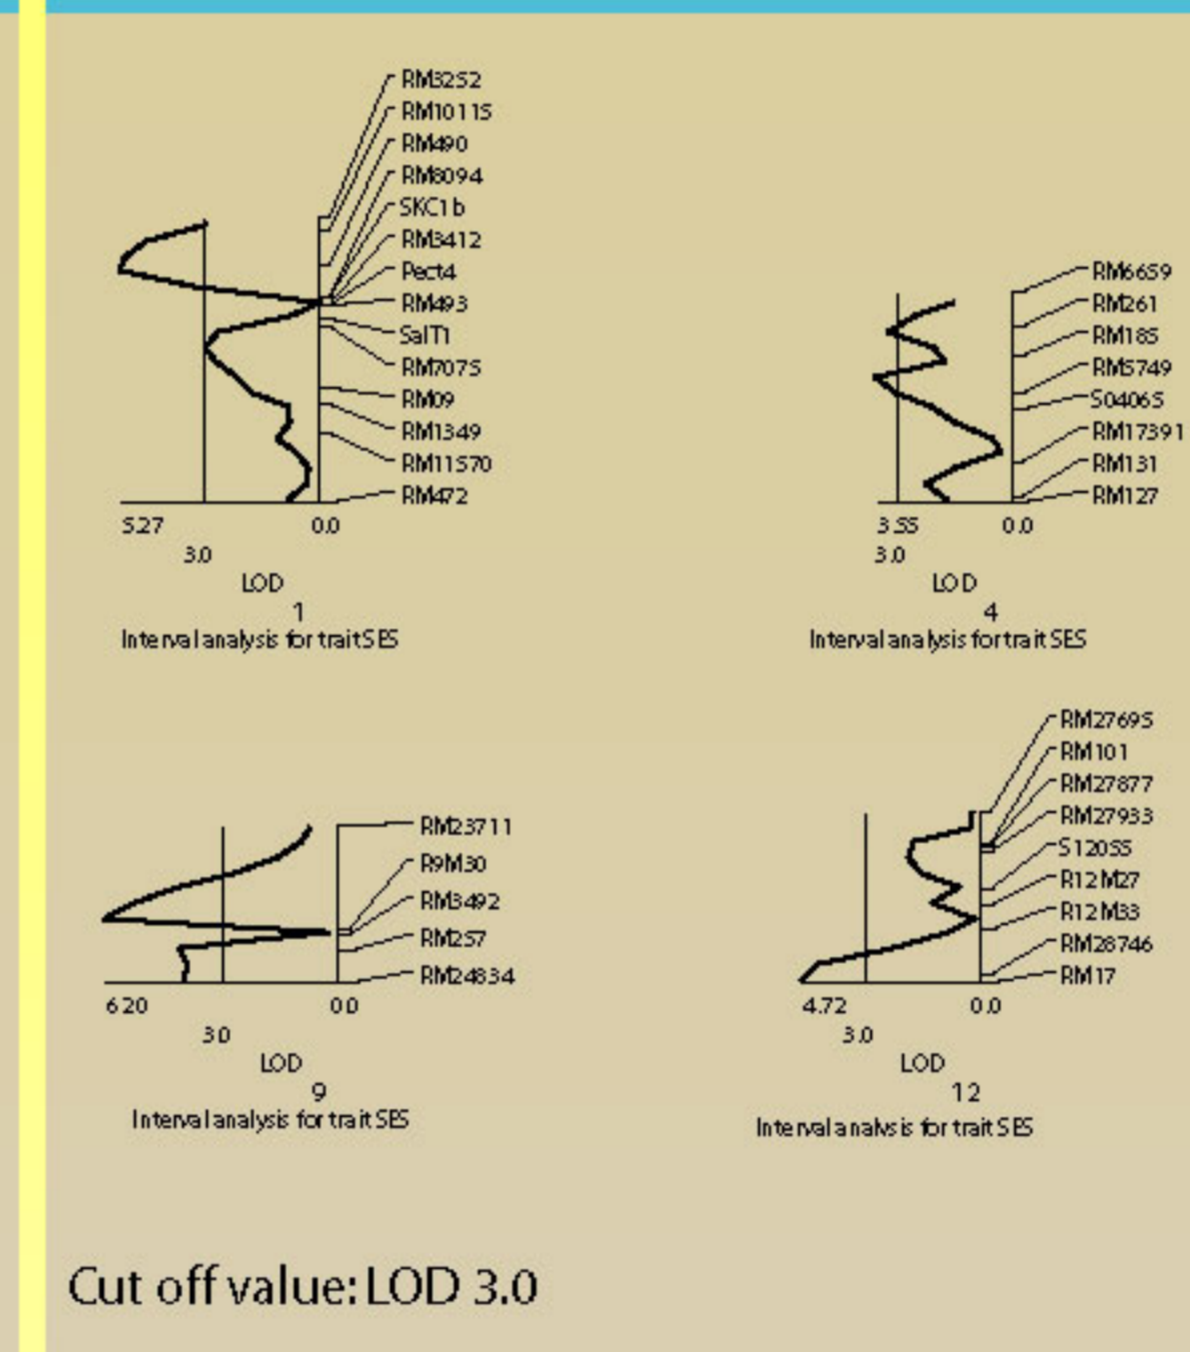 RM3252
RM10115
RM490
RM8094
SKC1b
RM3412
Pect4
RM493
SalT1
RM7075
RM09
RM1349
RM11570
RM472
5.27 0.0
3.0
LOD
1
Interval analysis for trait SES
RM6659
RM261
RM185
RM5749
S04065
RM17391
RM131
RM127
3.55 0.0
3.0
LOD
4
Interval analysis for trait SES
RM23711
R9M30
RM3492
RM257
RM24834
6.20 0.0
3.0
LOD
9
Interval analysis for trait SES
RM27695
RM101
RM27877
RM27933
S12055
R12M27
R12M33
RM28746
RM17
4.72 0.0
3.0
LOD
12
Interval analysis for trait SES
Cut off value: LOD 3.0